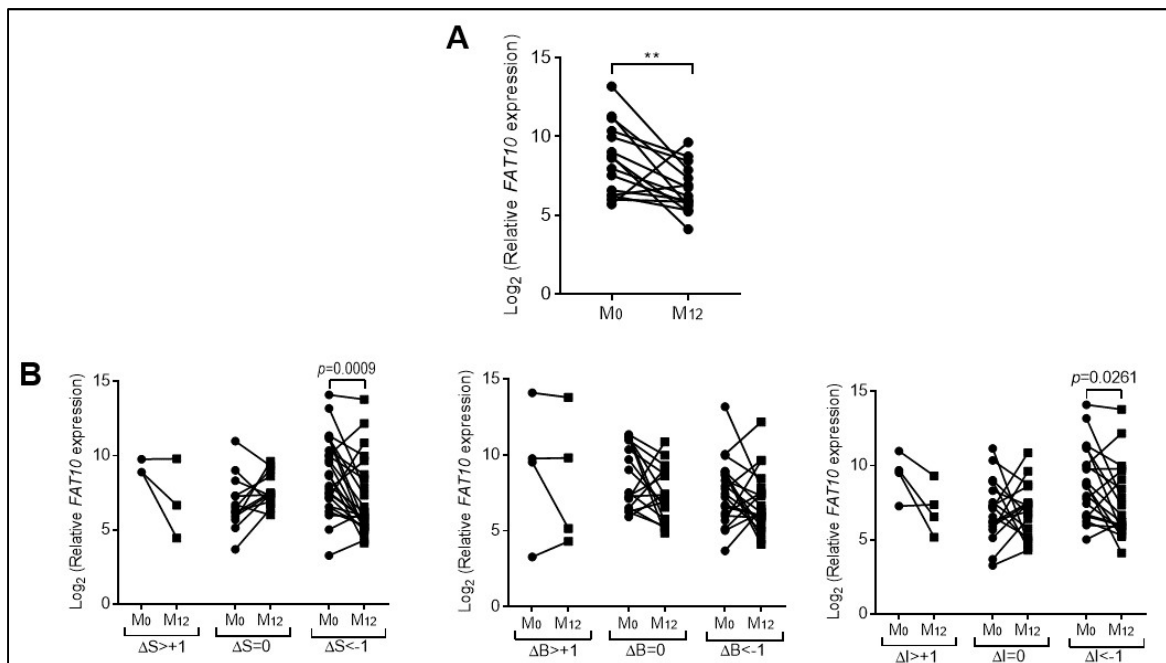 A
Log2 (Relative FAT10 expression)
15
10
5
0
**
M0 M12
B
Log2 (Relative FAT10 expression)
15
10
5
0
p=0.0009
M0 M12 M0 M12 M0 M12
ΔS>+1 ΔS=0 ΔS<-1
Log2 (Relative FAT10 expression)
15
10
5
0
M0 M12 M0 M12 M0 M12
ΔB>+1 ΔB=0 ΔB<-1
Log2 (Relative FAT10 expression)
15
10
5
0
p=0.0261
M0 M12 M0 M12 M0 M12
ΔI>+1 ΔI=0 ΔI<-1